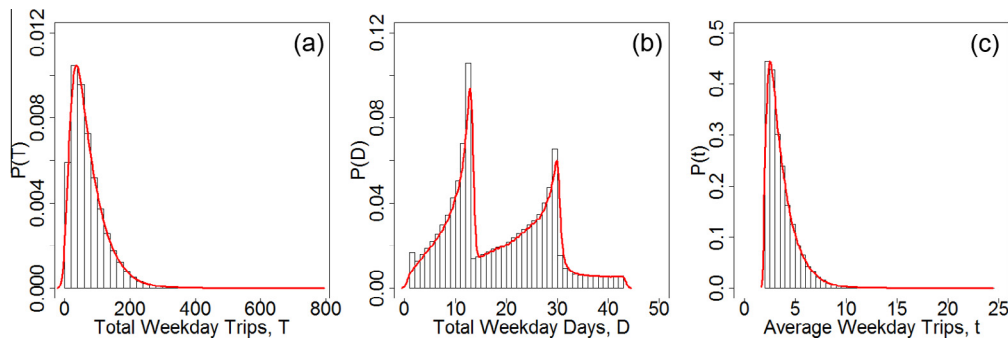 (a)
P(T)
0.000 0.004 0.008 0.012
0 200 400 600 800
Total Weekday Trips, T
(b)
P(D)
0.00 0.04 0.08 0.12
0 10 20 30 40 50
Total Weekday Days, D
(c)
P(t)
0.0 0.1 0.2 0.3 0.4 0.5
0 5 10 15 20 25
Average Weekday Trips, t